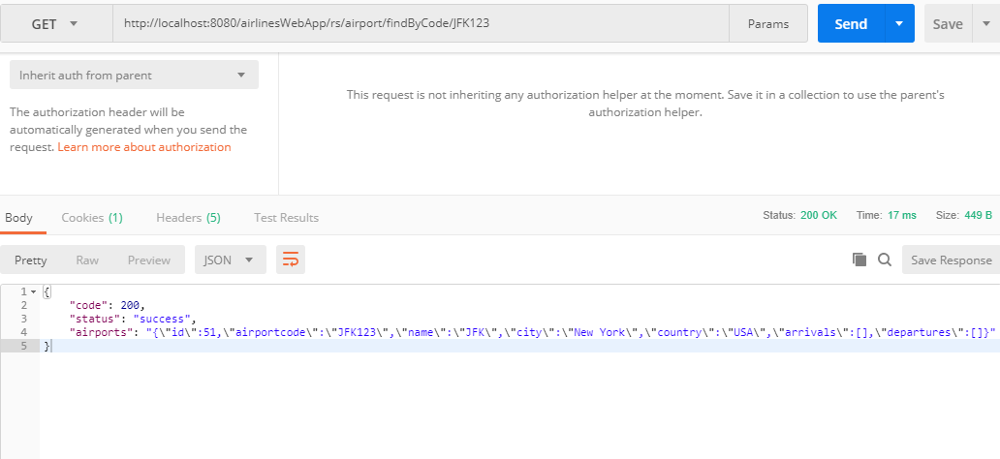 GET http://localhost:8080/airlinesWebApp/rs/airport/findByCode/JFK123 Params Send Save
Inherit auth from parent
The authorization header will be
automatically generated when you send the
request. Learn more about authorization
This request is not inheriting any authorization helper at the moment. Save it in a collection to use the parent's
authorization helper.
Body Cookies (1) Headers (5) Test Results Status: 200 OK Time: 17 ms Size: 449 B
Pretty Raw Preview JSON Save Response
1 {
2 "code": 200,
3 "status": "success",
4 "airports": "{\"id\":51,\"airportcode\":\"JFK123\",\"name\":\"JFK\",\"city\":\"New York\",\"country\":\"USA\",\"arrivals\":[],\"departures\":[]}"
5 }